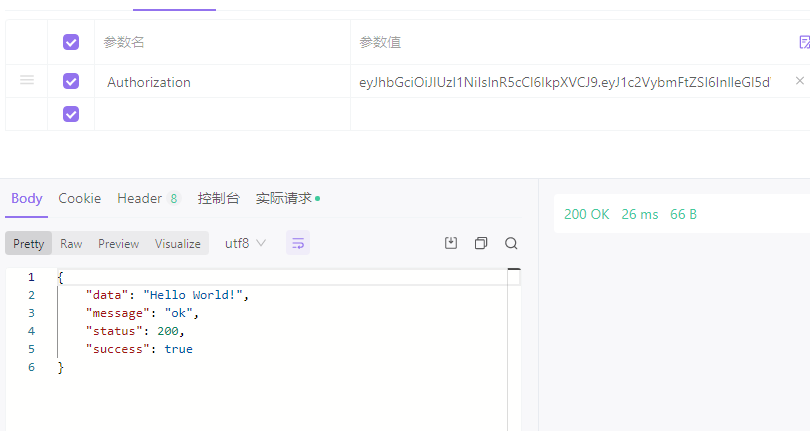 参数名 参数值
Authorization eyJhbGciOiJIUzI1NiIsInR5cCI6IkpXVCJ9.eyJ1c2VybmFtZSI6InlleGl5d
Body Cookie Header 8 控制台 实际请求
200 OK 26 ms 66 B
Pretty Raw Preview Visualize utf8
1 {
2 "data": "Hello World!",
3 "message": "ok",
4 "status": 200,
5 "success": true
6 }